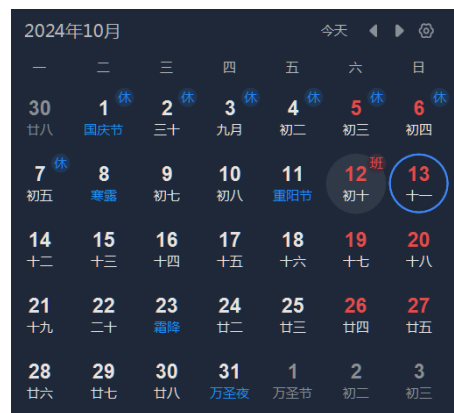 2024年10月 今天
一 二 三 四 五 六 日
休 休 休 休 休 休
30 1 2 3 4 5 6
廿八 国庆节 三十 九月 初二 初三 初四
休 班
7 8 9 10 11 12 13
初五 寒露 初七 初八 重阳节 初十 十一
14 15 16 17 18 19 20
十二 十三 十四 十五 十六 十七 十八
21 22 23 24 25 26 27
十九 二十 霜降 廿二 廿三 廿四 廿五
28 29 30 31 1 2 3
廿六 廿七 廿八 万圣夜 万圣节 初二 初三